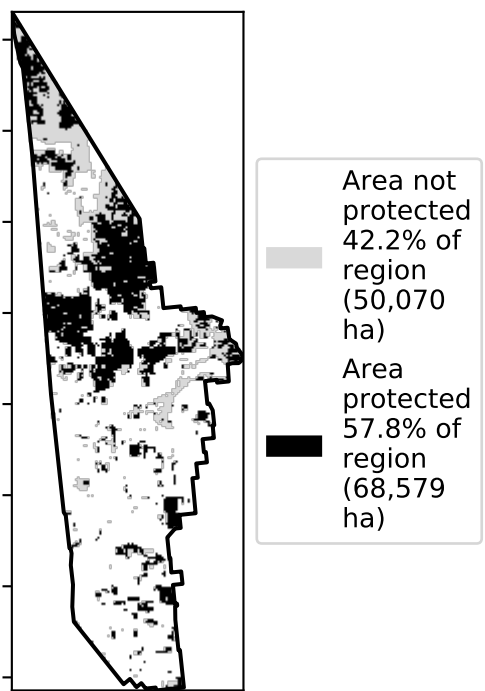 Area not
protected
42.2% of
region
(50,070
ha)
Area
protected
57.8% of
region
(68,579
ha)